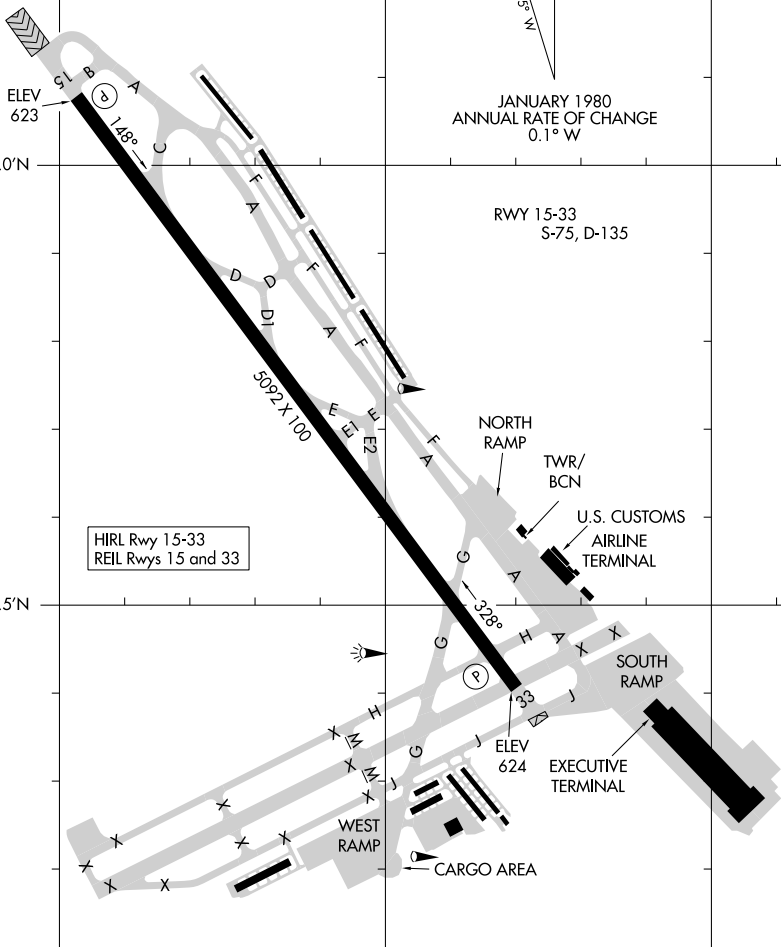 5° W
JANUARY 1980
ANNUAL RATE OF CHANGE
0.1° W
15
B
A
ELEV
623
P
148°
C
.0'N
F
A
RWY 15-33
S-75, D-135
F
D
D
D1
A
F
5092 X 100
E
E1
E
E2
F
A
NORTH
RAMP
TWR/
BCN
U.S. CUSTOMS
AIRLINE
TERMINAL
HIRL Rwy 15-33
REIL Rwys 15 and 33
G
A
328°
.5'N
G
H
A
X
X
P
33
J
SOUTH
RAMP
H
X
M
G
J
ELEV
624
EXECUTIVE
TERMINAL
X
M
J
X
X
WEST
RAMP
X
X
X
X
X
X
CARGO AREA